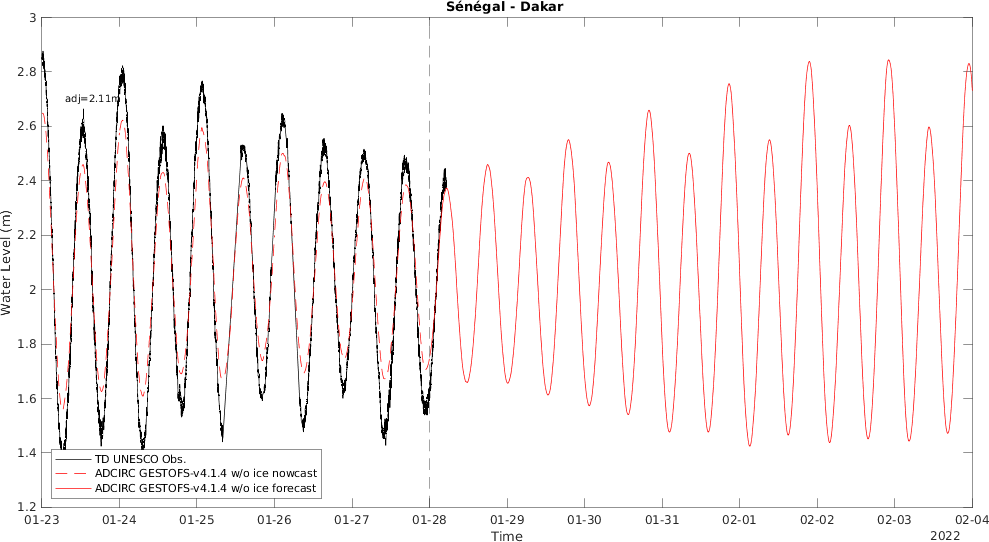 Sénégal - Dakar
3
2.8
2.6
2.4
2.2
2
1.8
1.6
1.4
1.2
Water Level (m)
adj=2.11m
TD UNESCO Obs.
ADCIRC GESTOFS-v4.1.4 w/o ice nowcast
ADCIRC GESTOFS-v4.1.4 w/o ice forecast
01-23 01-24 01-25 01-26 01-27 01-28 01-29 01-30 01-31 02-01 02-02 02-03 02-04
Time
2022